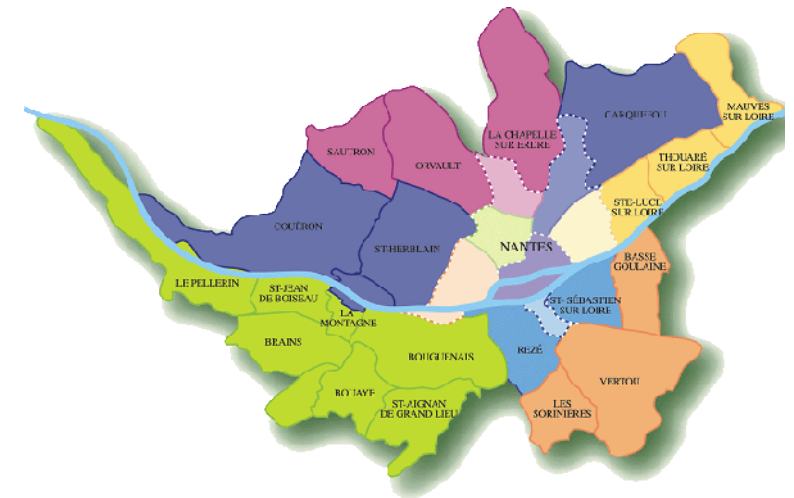 MAUVES
SUR LOIRE
CARQUEFOU
LA CHAPELLE
SUR ERDRE
SAUTRON
ORVAULT
THOUARÉ
SUR LOIRE
STE-LUCE
SUR LOIRE
COUËRON
ST-HERBLAIN
NANTES
BASSE
GOULAINE
LE PELLERIN
ST-JEAN
DE BOISEAU
ST- SÉBASTIEN
SUR LOIRE
LA
MONTAGNE
BRAINS
BOUGUENAIS
REZÉ
VERTOU
BOUAYE
ST-AIGNAN
DE GRAND LIEU
LES
SORINIÈRES